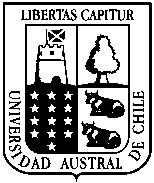 LIBERTAS CAPITUR
UNIVERSIDAD AUSTRAL DE CHILE